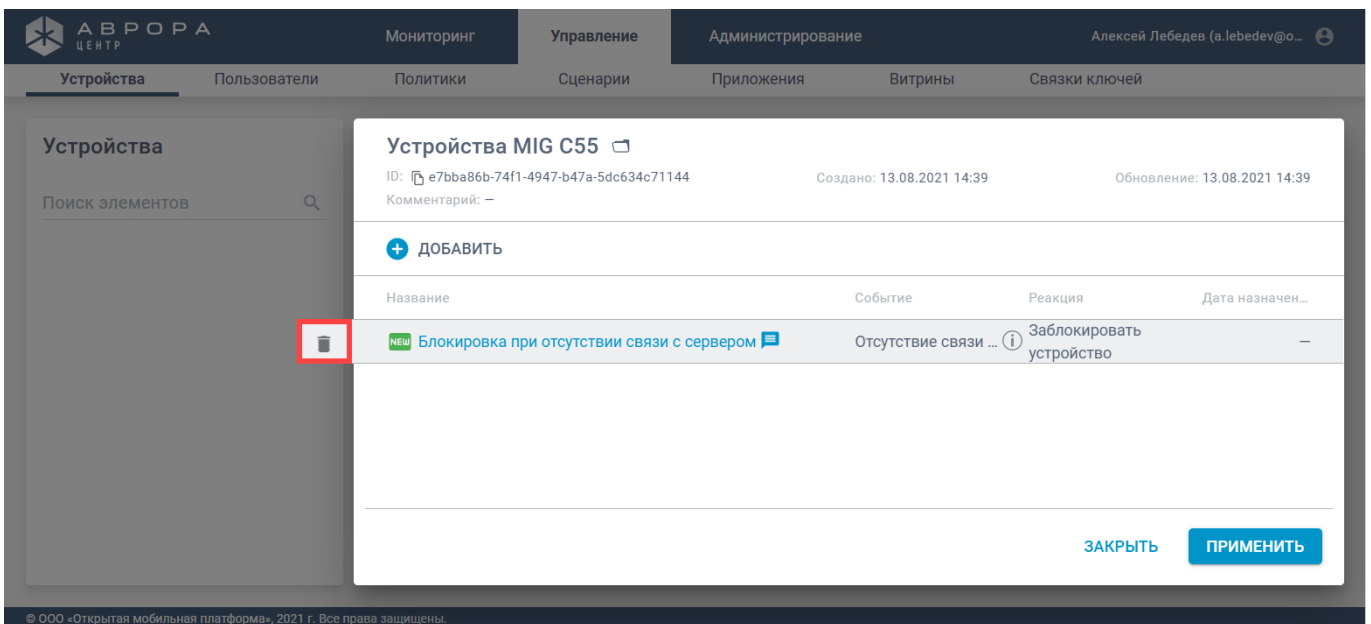 АВРОРА
ЦЕНТР
Мониторинг Управление Администрирование Алексей Лебедев (a.lebedev@o...
Устройства Пользователи Политики Сценарии Приложения Витрины Связки ключей
Устройства
Поиск элементов
Устройства MIG C55
ID: e7bba86b-74f1-4947-b47a-5dc634c71144 Создано: 13.08.2021 14:39 Обновление: 13.08.2021 14:39
Комментарий: —
ДОБАВИТЬ
Название Событие Реакция Дата назначен...
NEW Блокировка при отсутствии связи с сервером Отсутствие связи ... Заблокировать
устройство —
ЗАКРЫТЬ ПРИМЕНИТЬ
© ООО «Открытая мобильная платформа», 2021 г. Все права защищены.